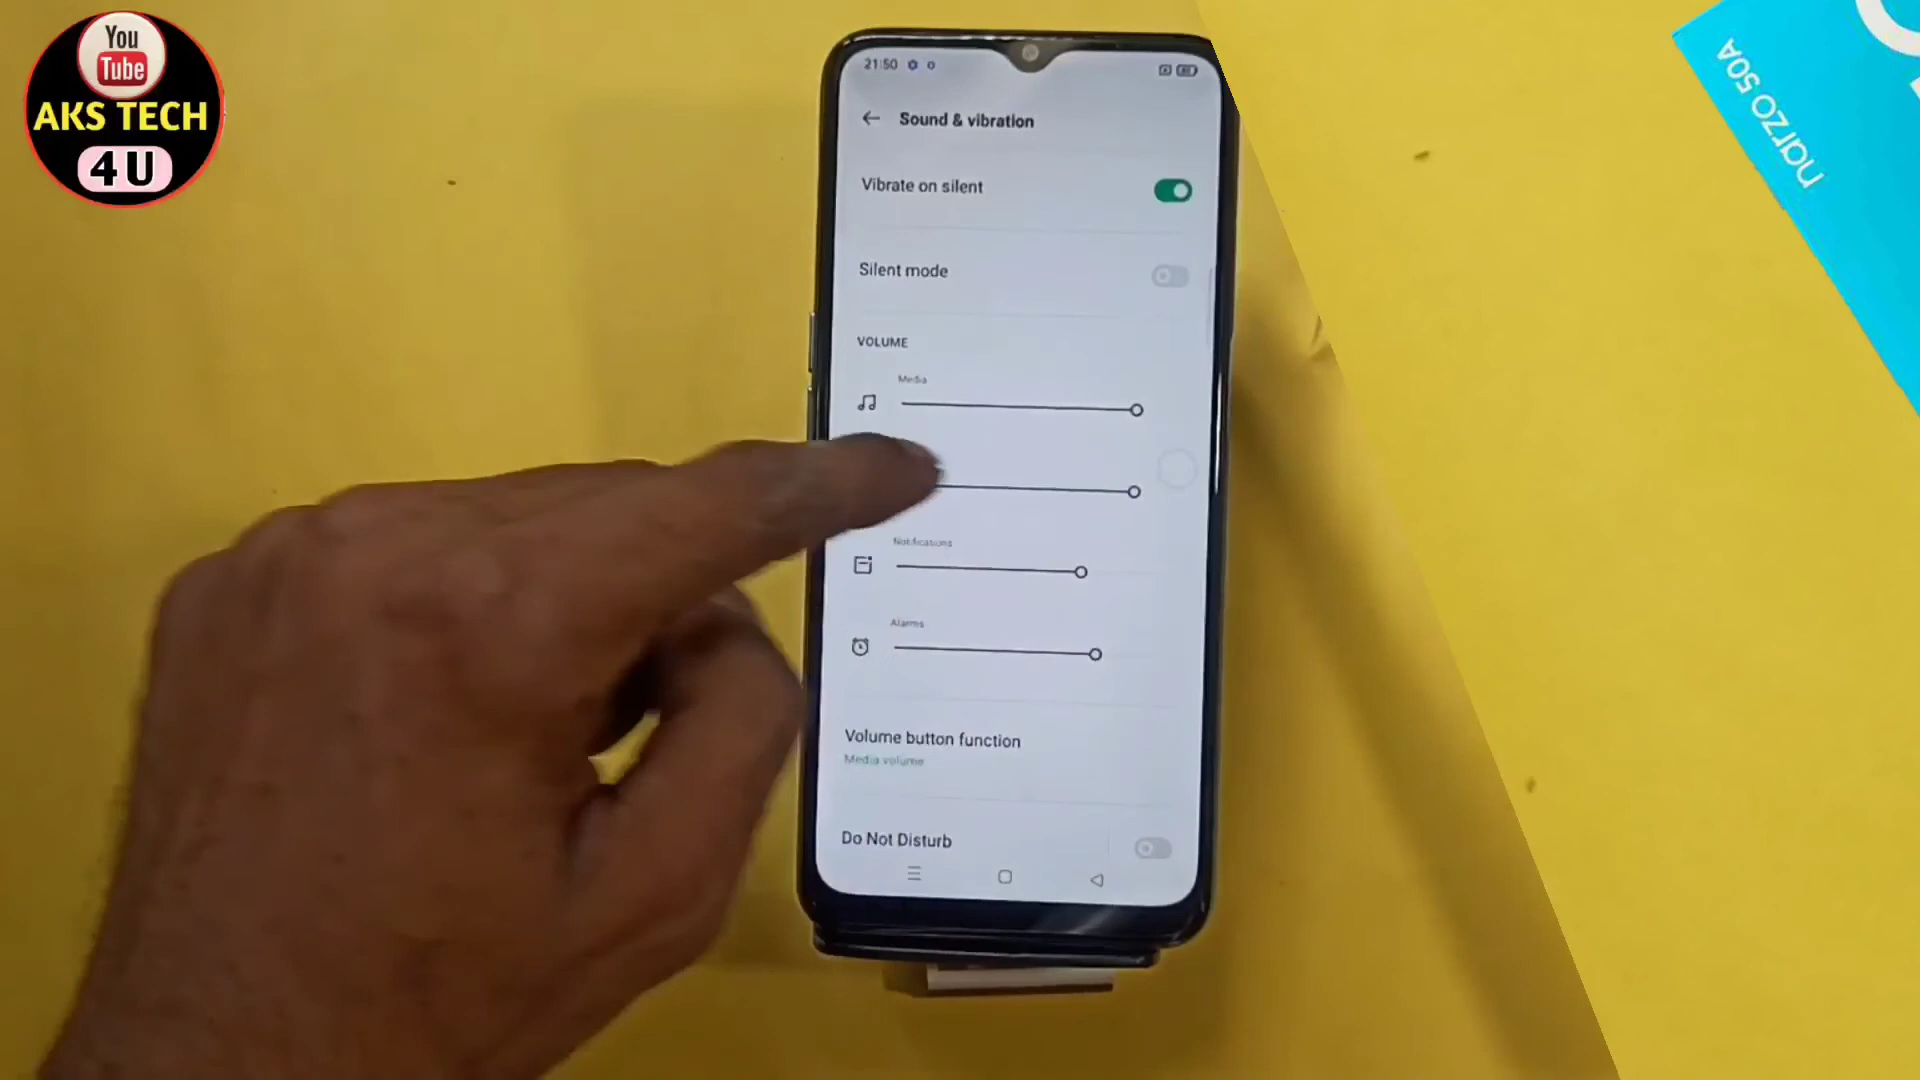 You
Tube
AKS TECH
4 U
21:50
Sound & vibration
Vibrate on silent
Silent mode
VOLUME
Media
Notifications
Alarms
Volume button function
Media volume
Do Not Disturb
narzo 50A